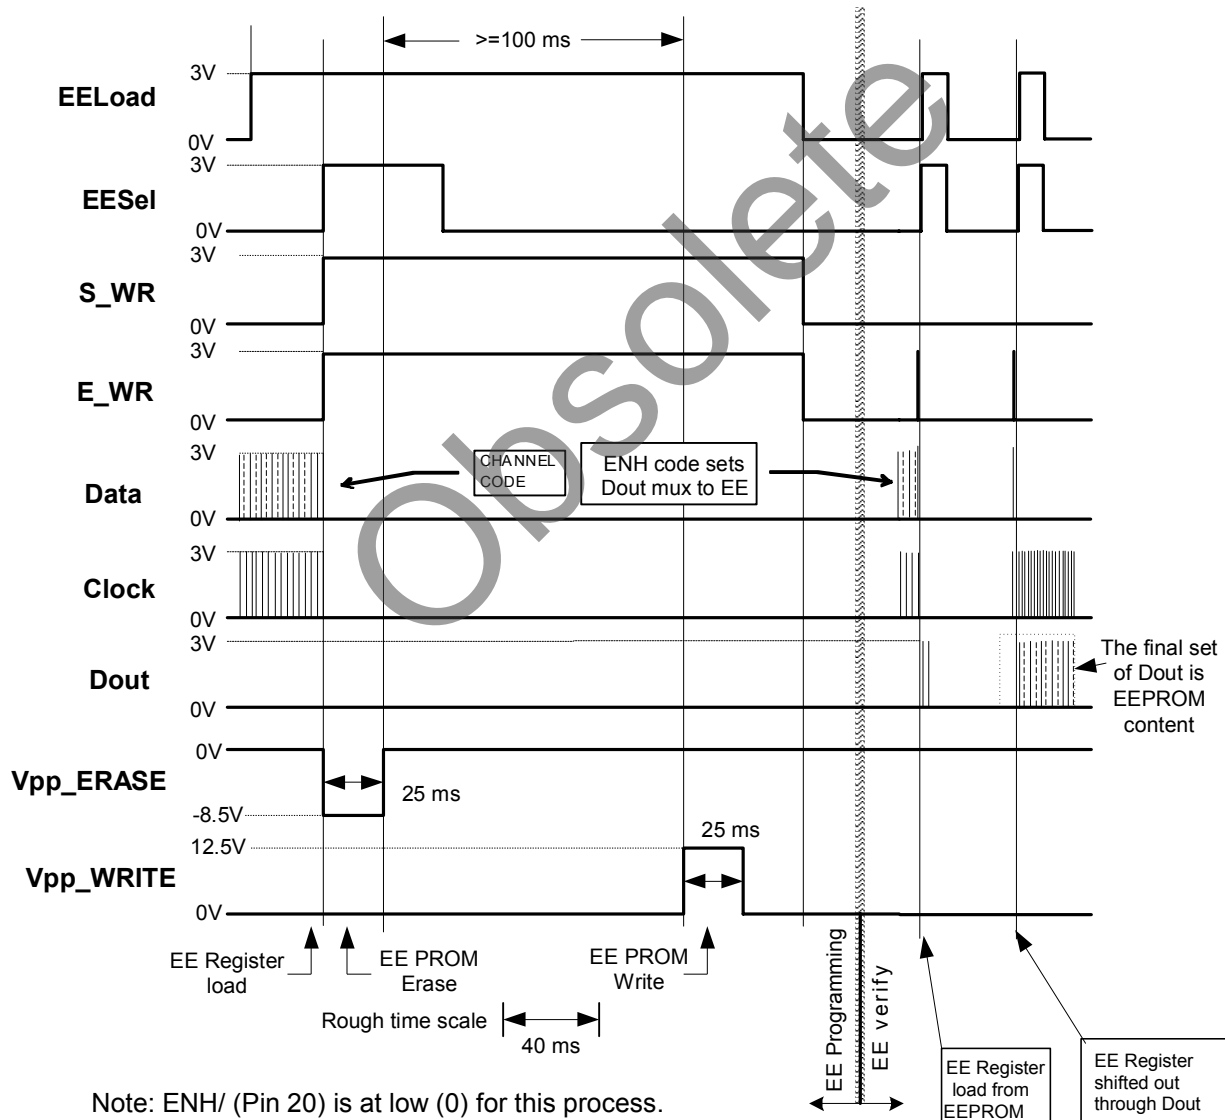 >=100 ms
3V
EELoad
0V
3V
EESel
0V
3V
S_WR
0V
3V
E_WR
0V
3V
CHANNEL
CODE
ENH code sets
Dout mux to EE
Data
0V
3V
Clock
0V
3V
Dout
0V
The final set
of Dout is
EEPROM
content
0V
Vpp_ERASE
25 ms
-8.5V
12.5V
25 ms
Vpp_WRITE
0V
EE Register
load
EE PROM
Erase
EE PROM
Write
EE Programming
EE verify
Rough time scale
40 ms
EE Register
load from
EEPROM
EE Register
shifted out
through Dout
Note: ENH/ (Pin 20) is at low (0) for this process.
Obsolete